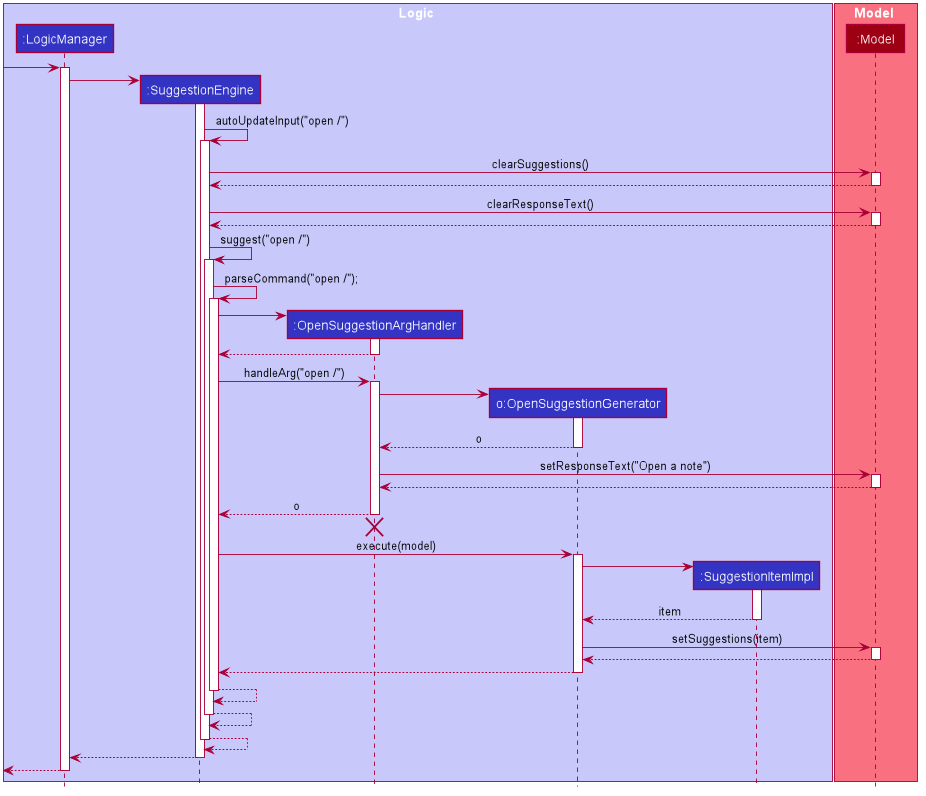 Logic
Model
:LogicManager
:Model
:SuggestionEngine
autoUpdateInput("open /")
clearSuggestions()
clearResponseText()
suggest("open /")
parseCommand("open /");
:OpenSuggestionArgHandler
handleArg("open /")
o:OpenSuggestionGenerator
o
setResponseText("Open a note")
o
execute(model)
:SuggestionItemImpl
item
setSuggestions(item)